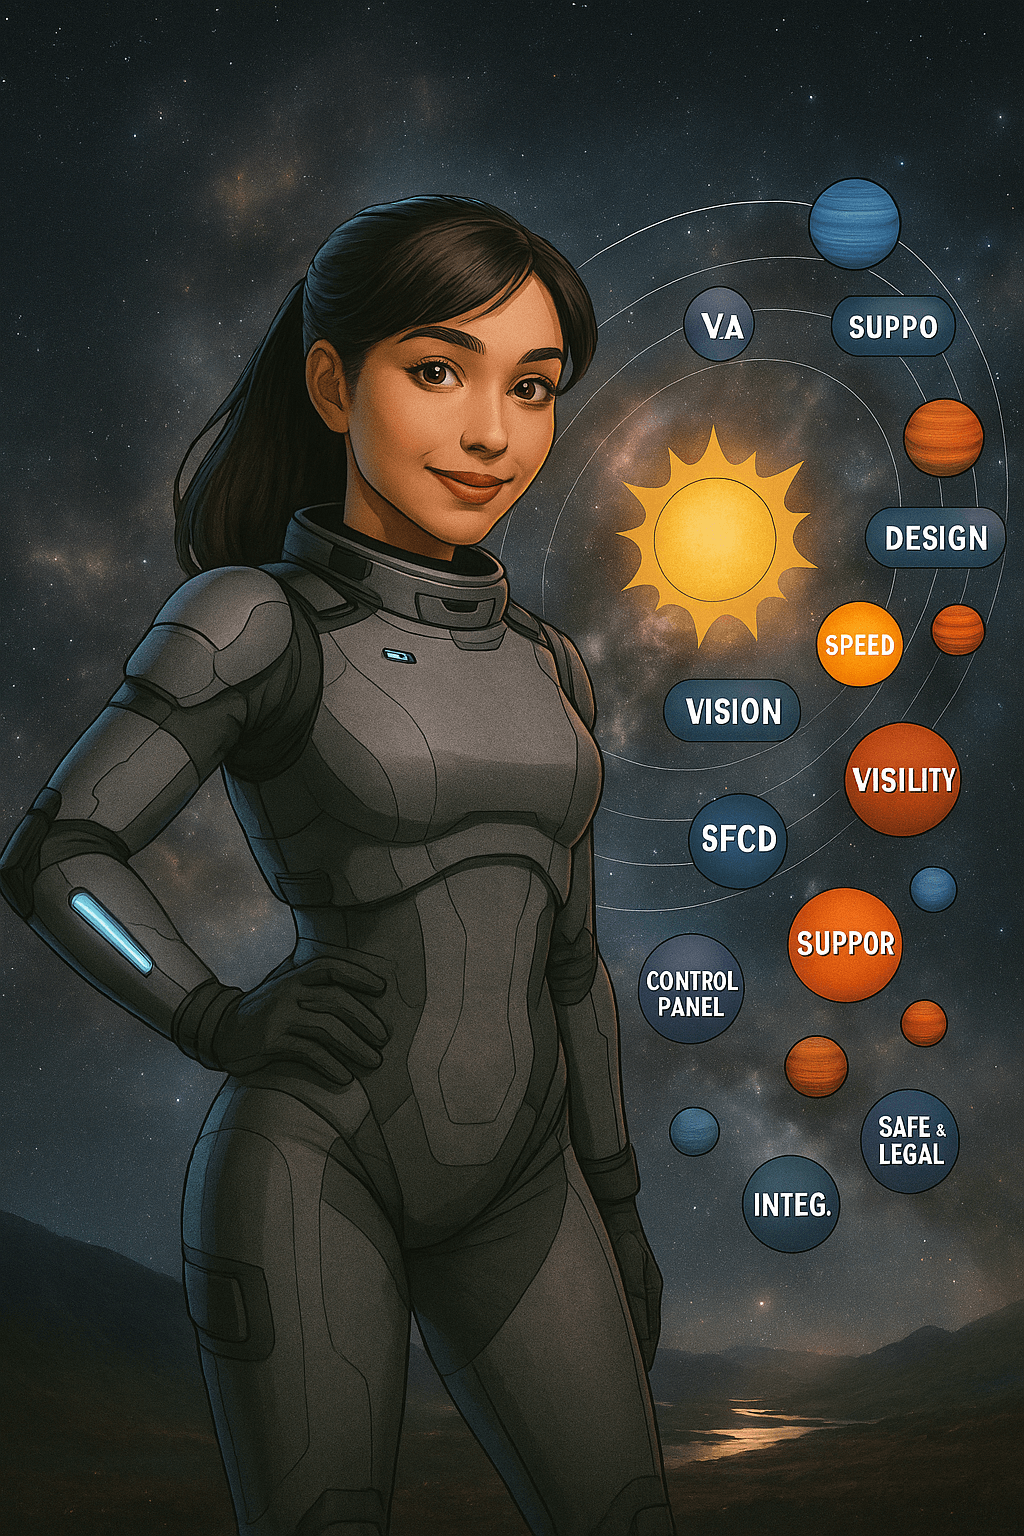 V.A
SUPPO
DESIGN
SPEED
VISION
VISILITY
SFCD
SUPPOR
CONTROL
PANEL
SAFE &
LEGAL
INTEG.